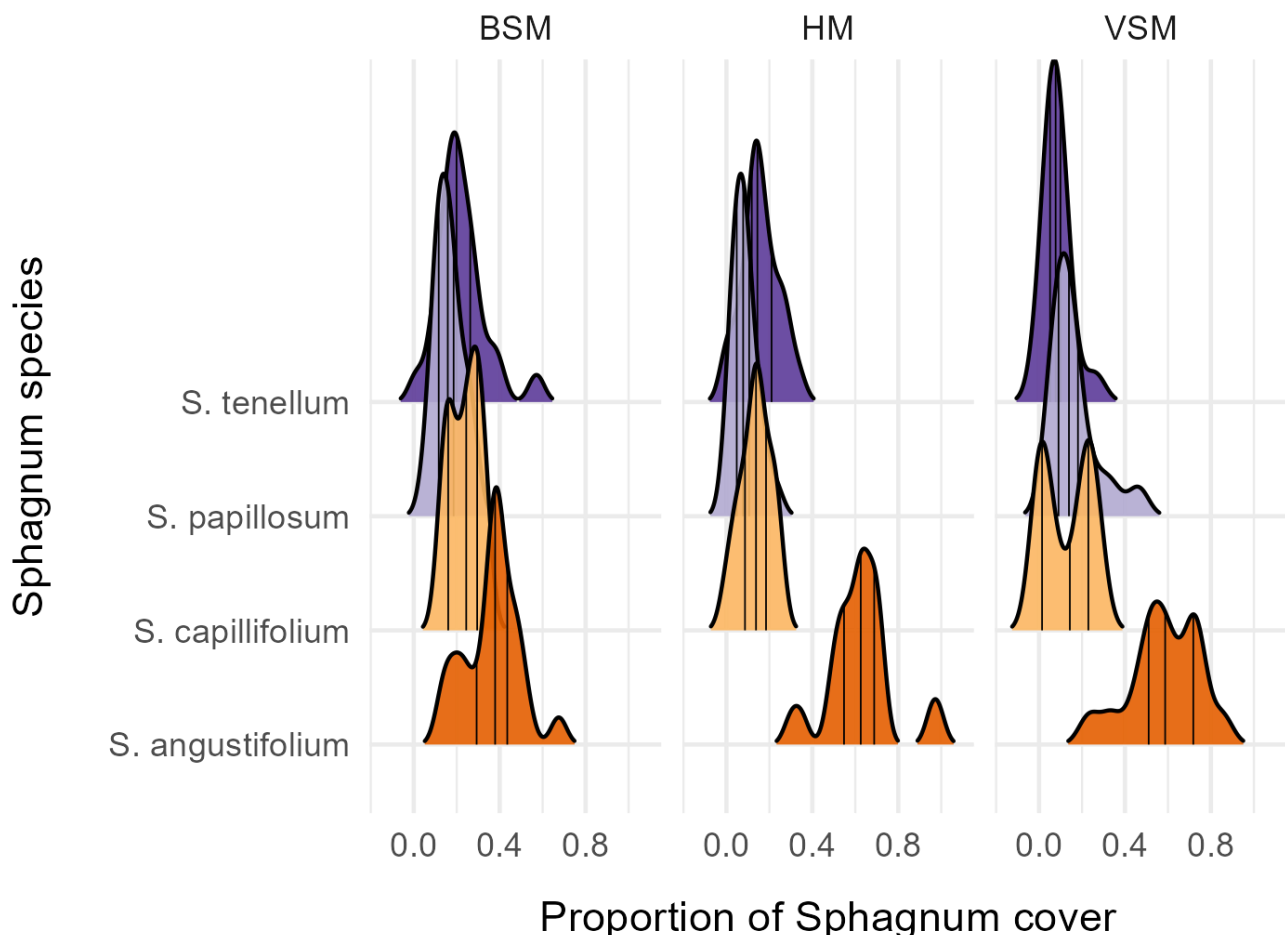 BSM HM VSM
Sphagnum species
S. tenellum
S. papillosum
S. capillifolium
S. angustifolium
0.0 0.4 0.8 0.0 0.4 0.8 0.0 0.4 0.8
Proportion of Sphagnum cover